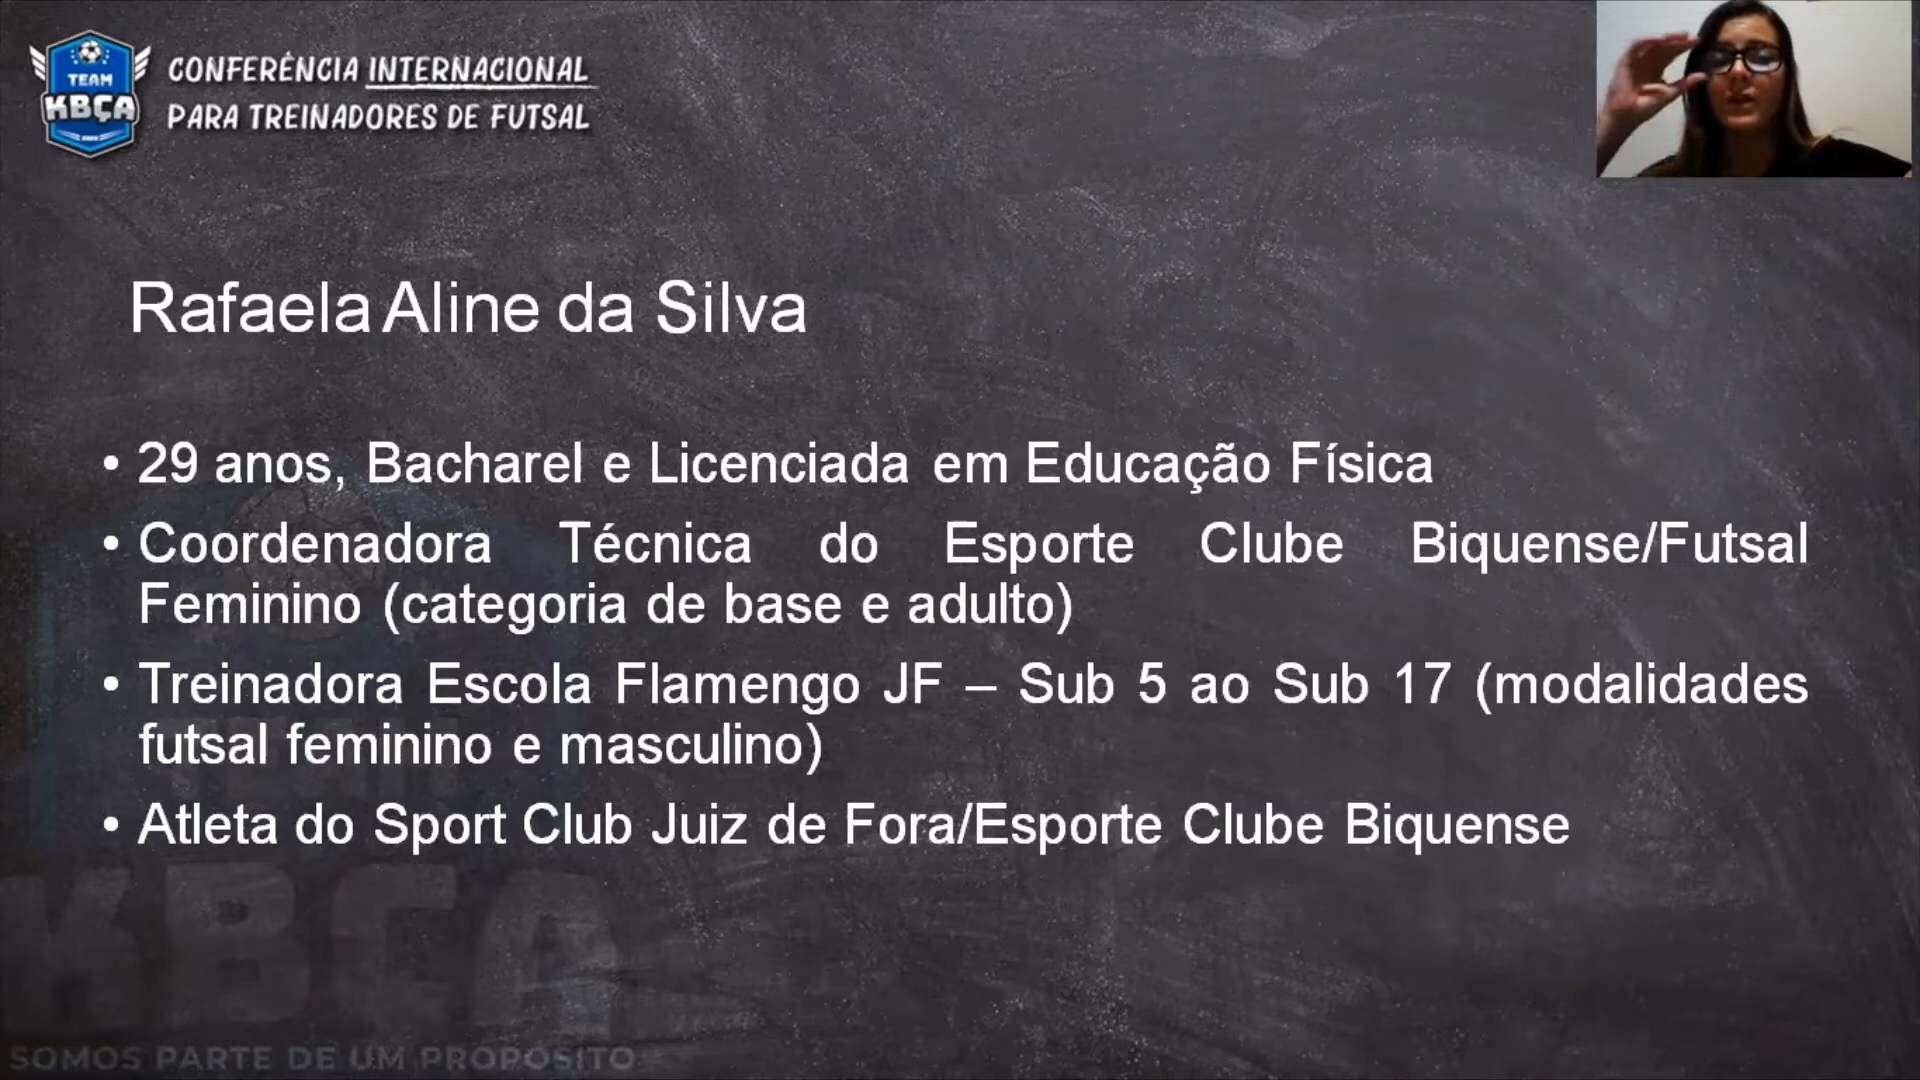 TEAM
KBÇA
CONFERÊNCIA INTERNACIONAL
PARA TREINADORES DE FUTSAL
Rafaela Aline da Silva
• 29 anos, Bacharel e Licenciada em Educação Física
• Coordenadora Técnica do Esporte Clube Biquense/Futsal
Feminino (categoria de base e adulto)
• Treinadora Escola Flamengo JF – Sub 5 ao Sub 17 (modalidades
futsal feminino e masculino)
• Atleta do Sport Club Juiz de Fora/Esporte Clube Biquense
KBÇA
SOMOS PARTE DE UM PROPÓSITO